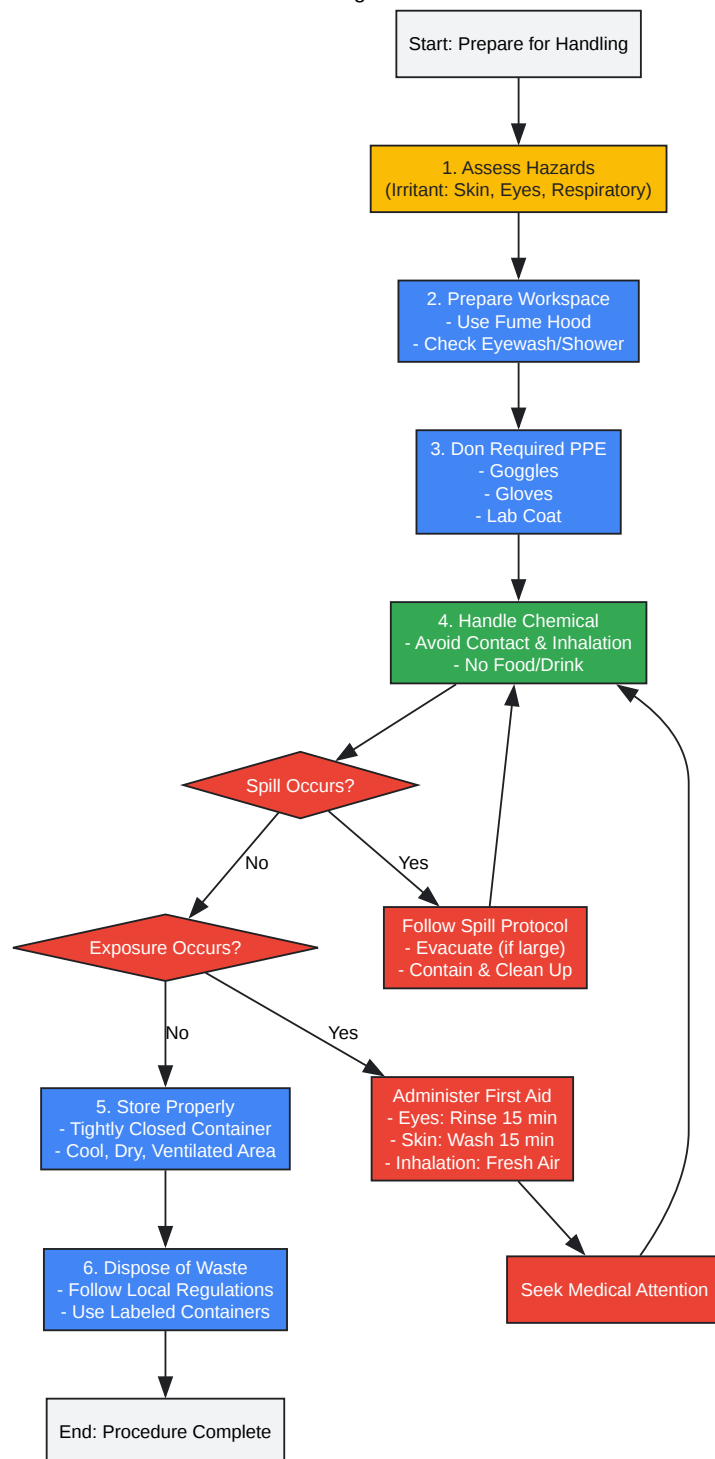 Start: Prepare for Handling
1. Assess Hazards
(Irritant: Skin, Eyes, Respiratory)
2. Prepare Workspace
- Use Fume Hood
- Check Eyewash/Shower
3. Don Required PPE
- Goggles
- Gloves
- Lab Coat
4. Handle Chemical
- Avoid Contact & Inhalation
- No Food/Drink
Spill Occurs?
No
Yes
Exposure Occurs?
Follow Spill Protocol
- Evacuate (if large)
- Contain & Clean Up
No
Yes
5. Store Properly
- Tightly Closed Container
- Cool, Dry, Ventilated Area
Administer First Aid
- Eyes: Rinse 15 min
- Skin: Wash 15 min
- Inhalation: Fresh Air
6. Dispose of Waste
- Follow Local Regulations
- Use Labeled Containers
Seek Medical Attention
End: Procedure Complete